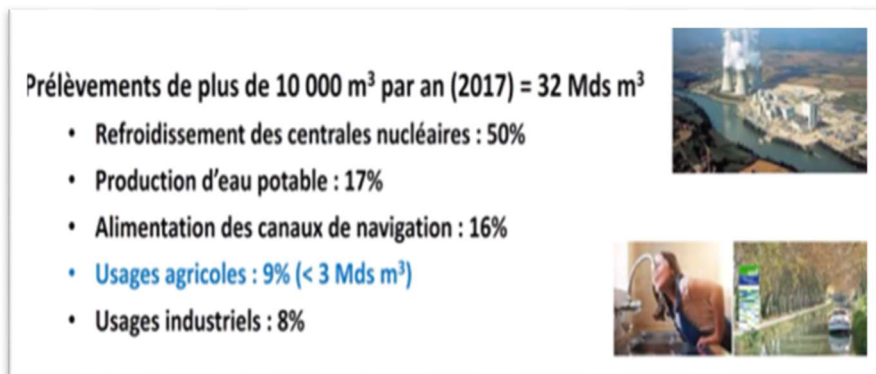 Prélèvements de plus de 10 000 m³ par an (2017) = 32 Mds m³
• Refroidissement des centrales nucléaires : 50%
• Production d'eau potable : 17%
• Alimentation des canaux de navigation : 16%
• Usages agricoles : 9% (< 3 Mds m³)
• Usages industriels : 8%